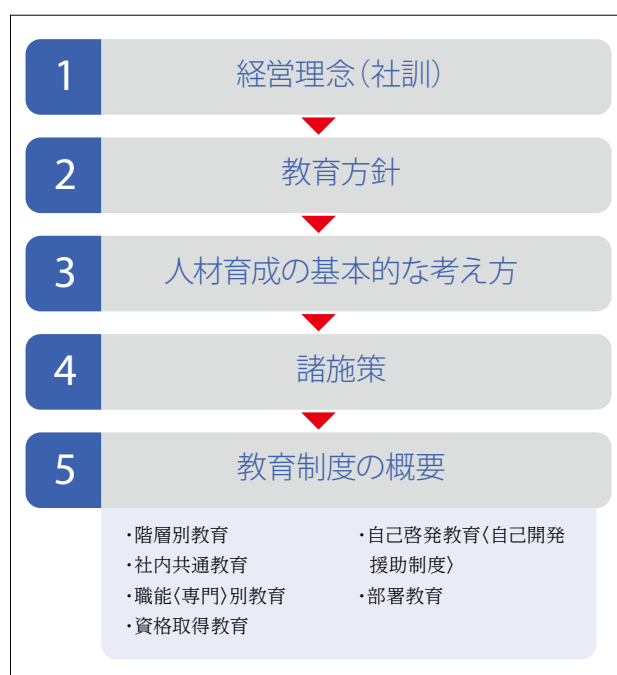 1 経営理念(社訓)
2 教育方針
3 人材育成の基本的な考え方
4 諸施策
5 教育制度の概要
・階層別教育
・社内共通教育
・職能〈専門〉別教育
・資格取得教育
・自己啓発教育〈自己開発
援助制度〉
・部署教育